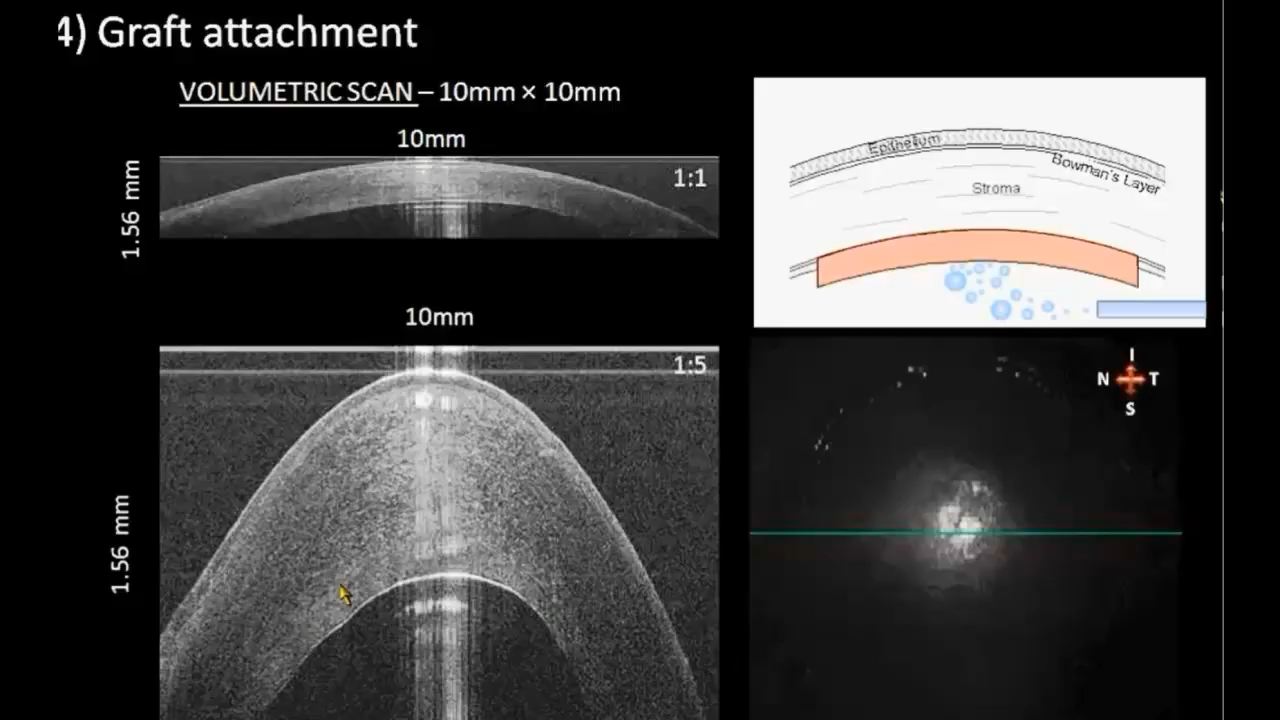 4) Graft attachment
VOLUMETRIC SCAN – 10mm × 10mm
10mm
1:1
1.56 mm
10mm
1:5
1.56 mm
Epithelium
Bowman's Layer
Stroma
I
N T
S